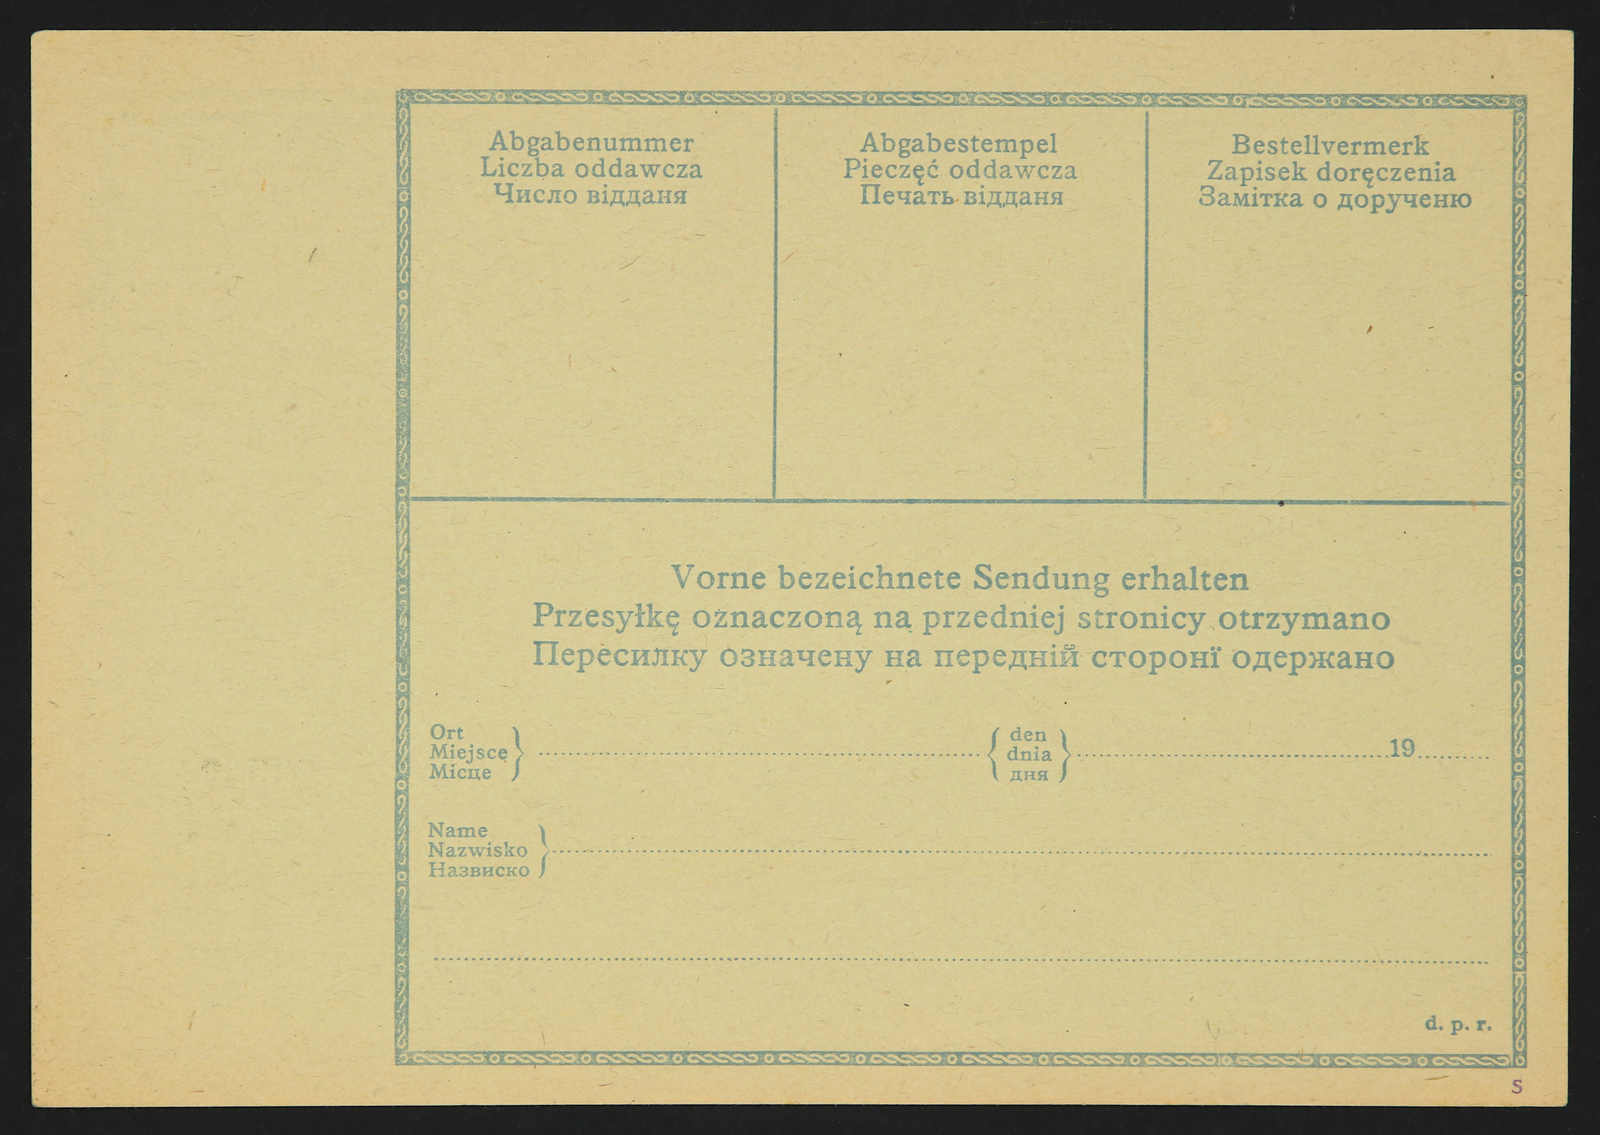 Abgabenummer
Liczba oddawcza
Число відданя
Abgabestempel
Pieczęć oddawcza
Печать відданя
Bestellvermerk
Zapisek doręczenia
Замітка о дорученю
Vorne bezeichnete Sendung erhalten
Przesyłkę oznaczoną na przedniej stronicy otrzymano
Пересилку означену на передній сторонї одержано
Ort
Miejsce
Місце
den
dnia
дня
19
Name
Nazwisko
Назвиско
d. p. r.
S